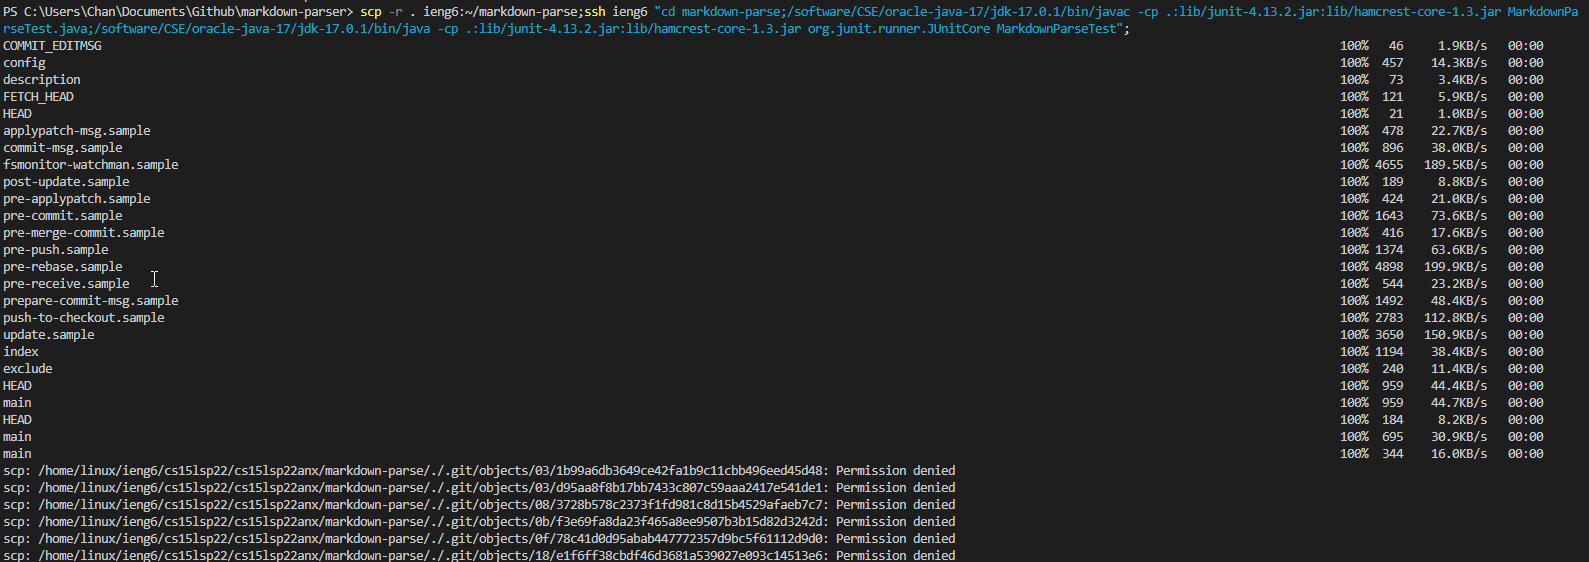 PS C:\Users\Chan\Documents\Github\markdown-parser> scp -r . ieng6:~/markdown-parse;ssh ieng6 "cd markdown-parse;/software/CSE/oracle-java-17/jdk-17.0.1/bin/javac -cp .:lib/junit-4.13.2.jar:lib/hamcrest-core-1.3.jar MarkdownPa
rseTest.java;/software/CSE/oracle-java-17/jdk-17.0.1/bin/java -cp .:lib/junit-4.13.2.jar:lib/hamcrest-core-1.3.jar org.junit.runner.JUnitCore MarkdownParseTest";
COMMIT_EDITMSG 100% 46 1.9KB/s 00:00
config 100% 457 14.3KB/s 00:00
description 100% 73 3.4KB/s 00:00
FETCH_HEAD 100% 121 5.9KB/s 00:00
HEAD 100% 21 1.0KB/s 00:00
applypatch-msg.sample 100% 478 22.7KB/s 00:00
commit-msg.sample 100% 896 38.0KB/s 00:00
fsmonitor-watchman.sample 100% 4655 189.5KB/s 00:00
post-update.sample 100% 189 8.8KB/s 00:00
pre-applypatch.sample 100% 424 21.0KB/s 00:00
pre-commit.sample 100% 1643 73.6KB/s 00:00
pre-merge-commit.sample 100% 416 17.6KB/s 00:00
pre-push.sample 100% 1374 63.6KB/s 00:00
pre-rebase.sample 100% 4898 199.9KB/s 00:00
pre-receive.sample 100% 544 23.2KB/s 00:00
prepare-commit-msg.sample 100% 1492 48.4KB/s 00:00
push-to-checkout.sample 100% 2783 112.8KB/s 00:00
update.sample 100% 3650 150.9KB/s 00:00
index 100% 1194 38.4KB/s 00:00
exclude 100% 240 11.4KB/s 00:00
HEAD 100% 959 44.4KB/s 00:00
main 100% 959 44.7KB/s 00:00
HEAD 100% 184 8.2KB/s 00:00
main 100% 695 30.9KB/s 00:00
main 100% 344 16.0KB/s 00:00
scp: /home/linux/ieng6/cs15lsp22/cs15lsp22anx/markdown-parse/./.git/objects/03/1b99a6db3649ce42fa1b9c11cbb496eed45d48: Permission denied
scp: /home/linux/ieng6/cs15lsp22/cs15lsp22anx/markdown-parse/./.git/objects/03/d95aa8f8b17bb7433c807c59aaa2417e541de1: Permission denied
scp: /home/linux/ieng6/cs15lsp22/cs15lsp22anx/markdown-parse/./.git/objects/08/3728b578c2373f1fd981c8d15b4529afaeb7c7: Permission denied
scp: /home/linux/ieng6/cs15lsp22/cs15lsp22anx/markdown-parse/./.git/objects/0b/f3e69fa8da23f465a8ee9507b3b15d82d3242d: Permission denied
scp: /home/linux/ieng6/cs15lsp22/cs15lsp22anx/markdown-parse/./.git/objects/0f/78c41d0d95abab447772357d9bc5f61112d9d0: Permission denied
scp: /home/linux/ieng6/cs15lsp22/cs15lsp22anx/markdown-parse/./.git/objects/18/e1f6ff38cbdf46d3681a539027e093c14513e6: Permission denied